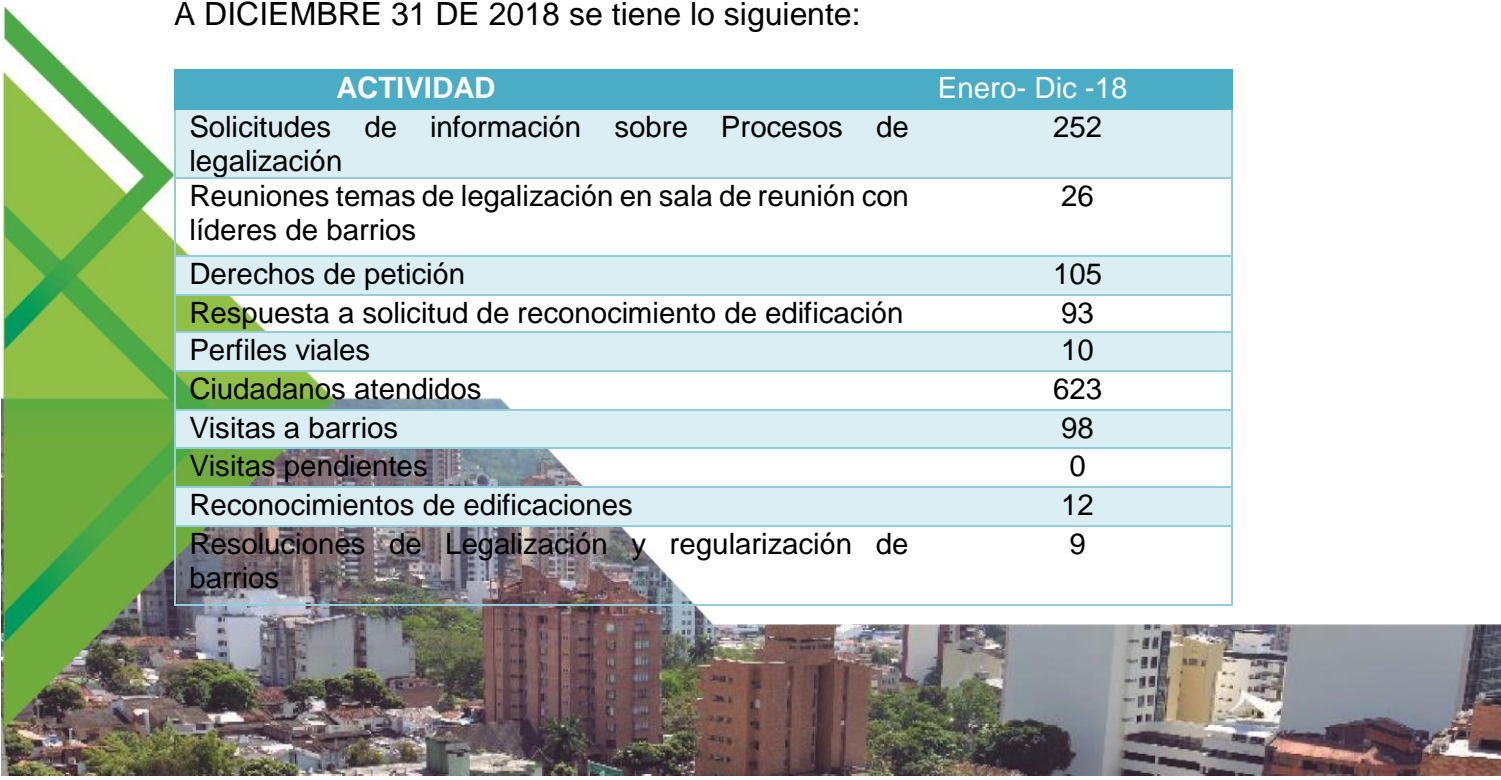 A DICIEMBRE 31 DE 2018 se tiene lo siguiente:
ACTIVIDAD Enero- Dic -18
Solicitudes de información sobre Procesos de legalización 252
Reuniones temas de legalización en sala de reunión con líderes de barrios 26
Derechos de petición 105
Respuesta a solicitud de reconocimiento de edificación 93
Perfiles viales 10
Ciudadanos atendidos 623
Visitas a barrios 98
Visitas pendientes 0
Reconocimientos de edificaciones 12
Resoluciones de Legalización y regularización de barrios 9